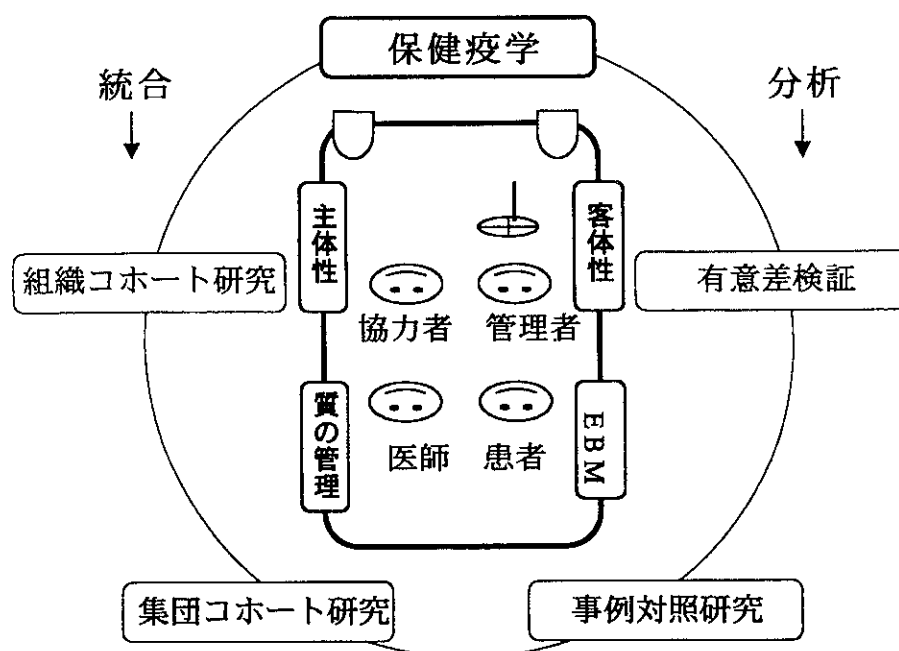 保健疫学
統合
分析
主体性
客体性
組織コホート研究
有意差検証
協力者
管理者
質の管理
EBM
医師
患者
集団コホート研究
事例対照研究